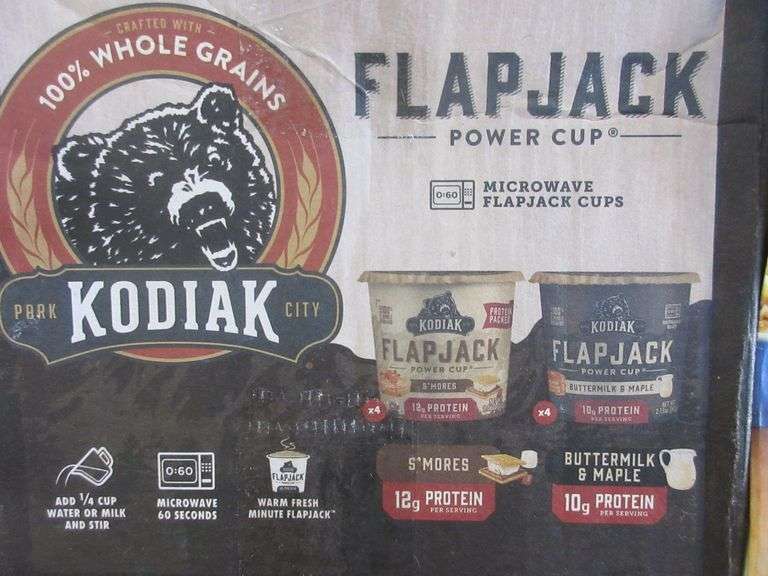 CRAFTED WITH
100% WHOLE GRAINS
PARK KODIAK CITY
FLAPJACK
POWER CUP®
0:60
MICROWAVE
FLAPJACK CUPS
KODIAK
PROTEIN
PACKED
FLAPJACK
POWER CUP
S'MORES
12g PROTEIN
PER SERVING
x4
KODIAK
FLAPJACK
POWER CUP
BUTTERMILK & MAPLE
10g PROTEIN
PER SERVING
x4
ADD 1/4 CUP
WATER OR MILK
AND STIR
0:60
MICROWAVE
60 SECONDS
FLAPJACK
WARM FRESH
MINUTE FLAPJACK™
S'MORES
12g PROTEIN
PER SERVING
BUTTERMILK
& MAPLE
10g PROTEIN
PER SERVING